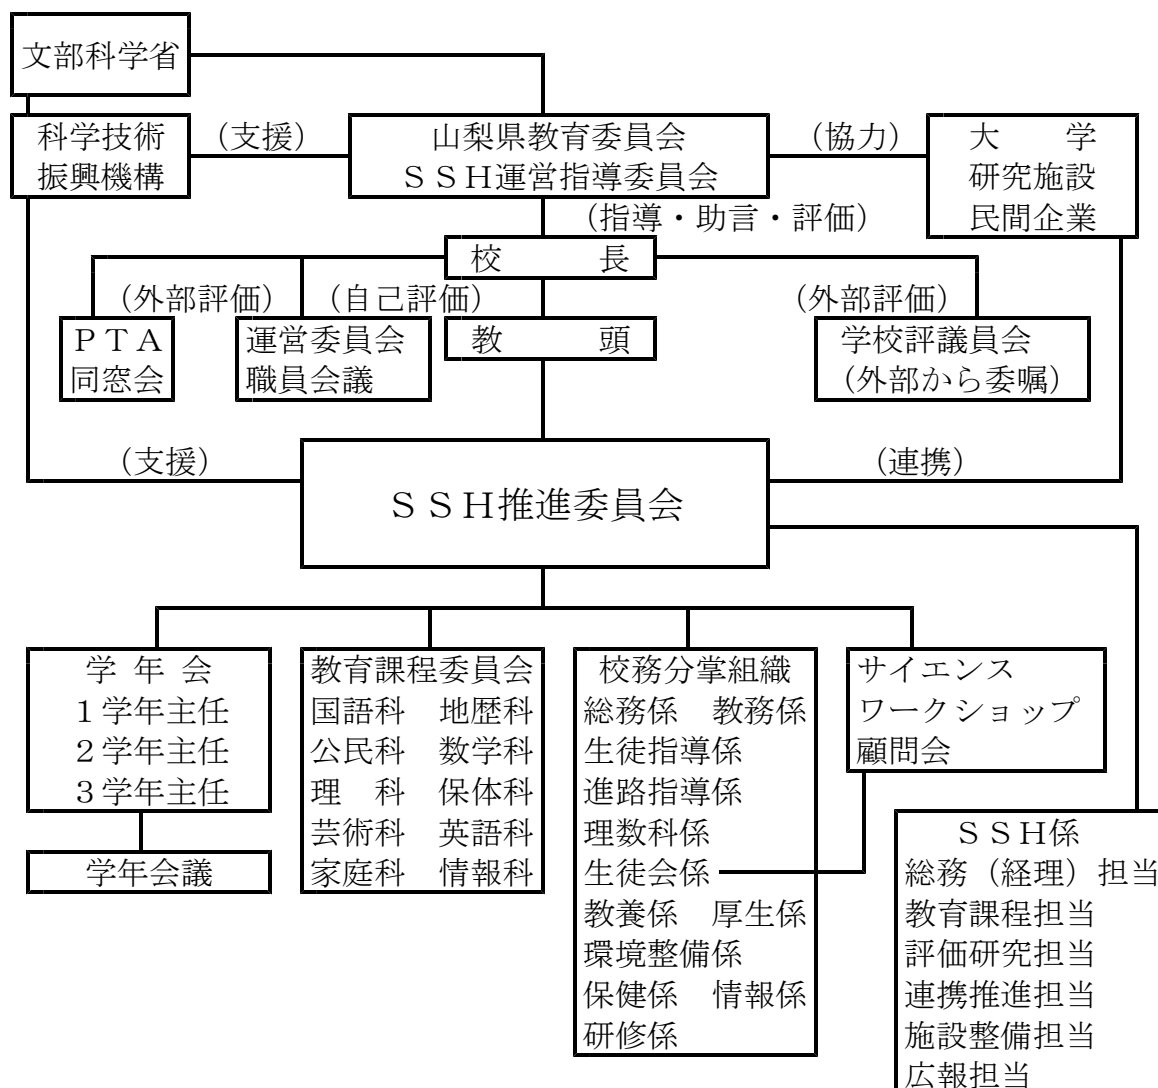 文部科学省
科学技術
振興機構
(支援)
山梨県教育委員会
ＳＳＨ運営指導委員会
(協力)
大　　学
研究施設
民間企業
(指導・助言・評価)
校　　　長
(外部評価)
(自己評価)
(外部評価)
ＰＴＡ
同窓会
運営委員会
職員会議
教　　　頭
学校評議員会
(外部から委嘱)
(支援)
(連携)
ＳＳＨ推進委員会
学 年 会
１学年主任
２学年主任
３学年主任
学年会議
教育課程委員会
国語科　地歴科
公民科　数学科
理　科　保体科
芸術科　英語科
家庭科　情報科
校務分掌組織
総務係　教務係
生徒指導係
進路指導係
理数科係
生徒会係
教養係　厚生係
環境整備係
保健係　情報係
研修係
サイエンス
ワークショップ
顧問会
ＳＳＨ係
総務（経理）担当
教育課程担当
評価研究担当
連携推進担当
施設整備担当
広報担当